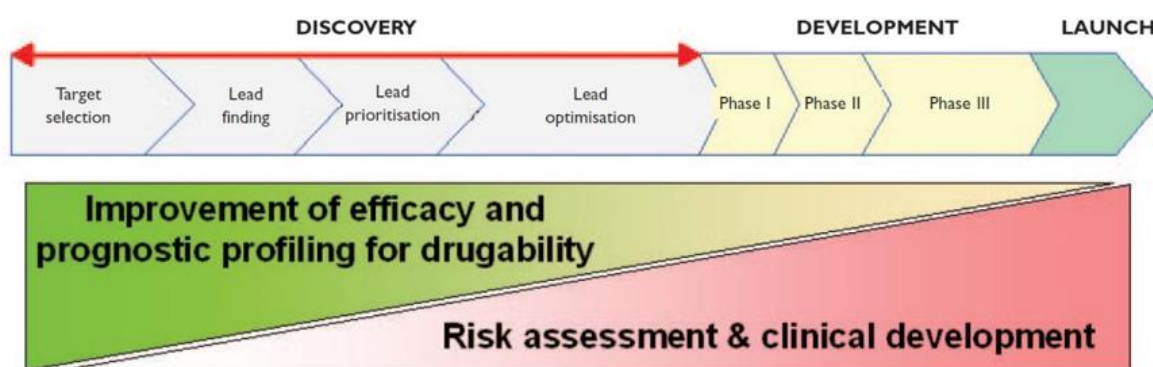 DISCOVERY DEVELOPMENT LAUNCH
Target
selection
Lead
finding
Lead
prioritisation
Lead
optimisation
Phase I
Phase II
Phase III
Improvement of efficacy and
prognostic profiling for drugability
Risk assessment & clinical development